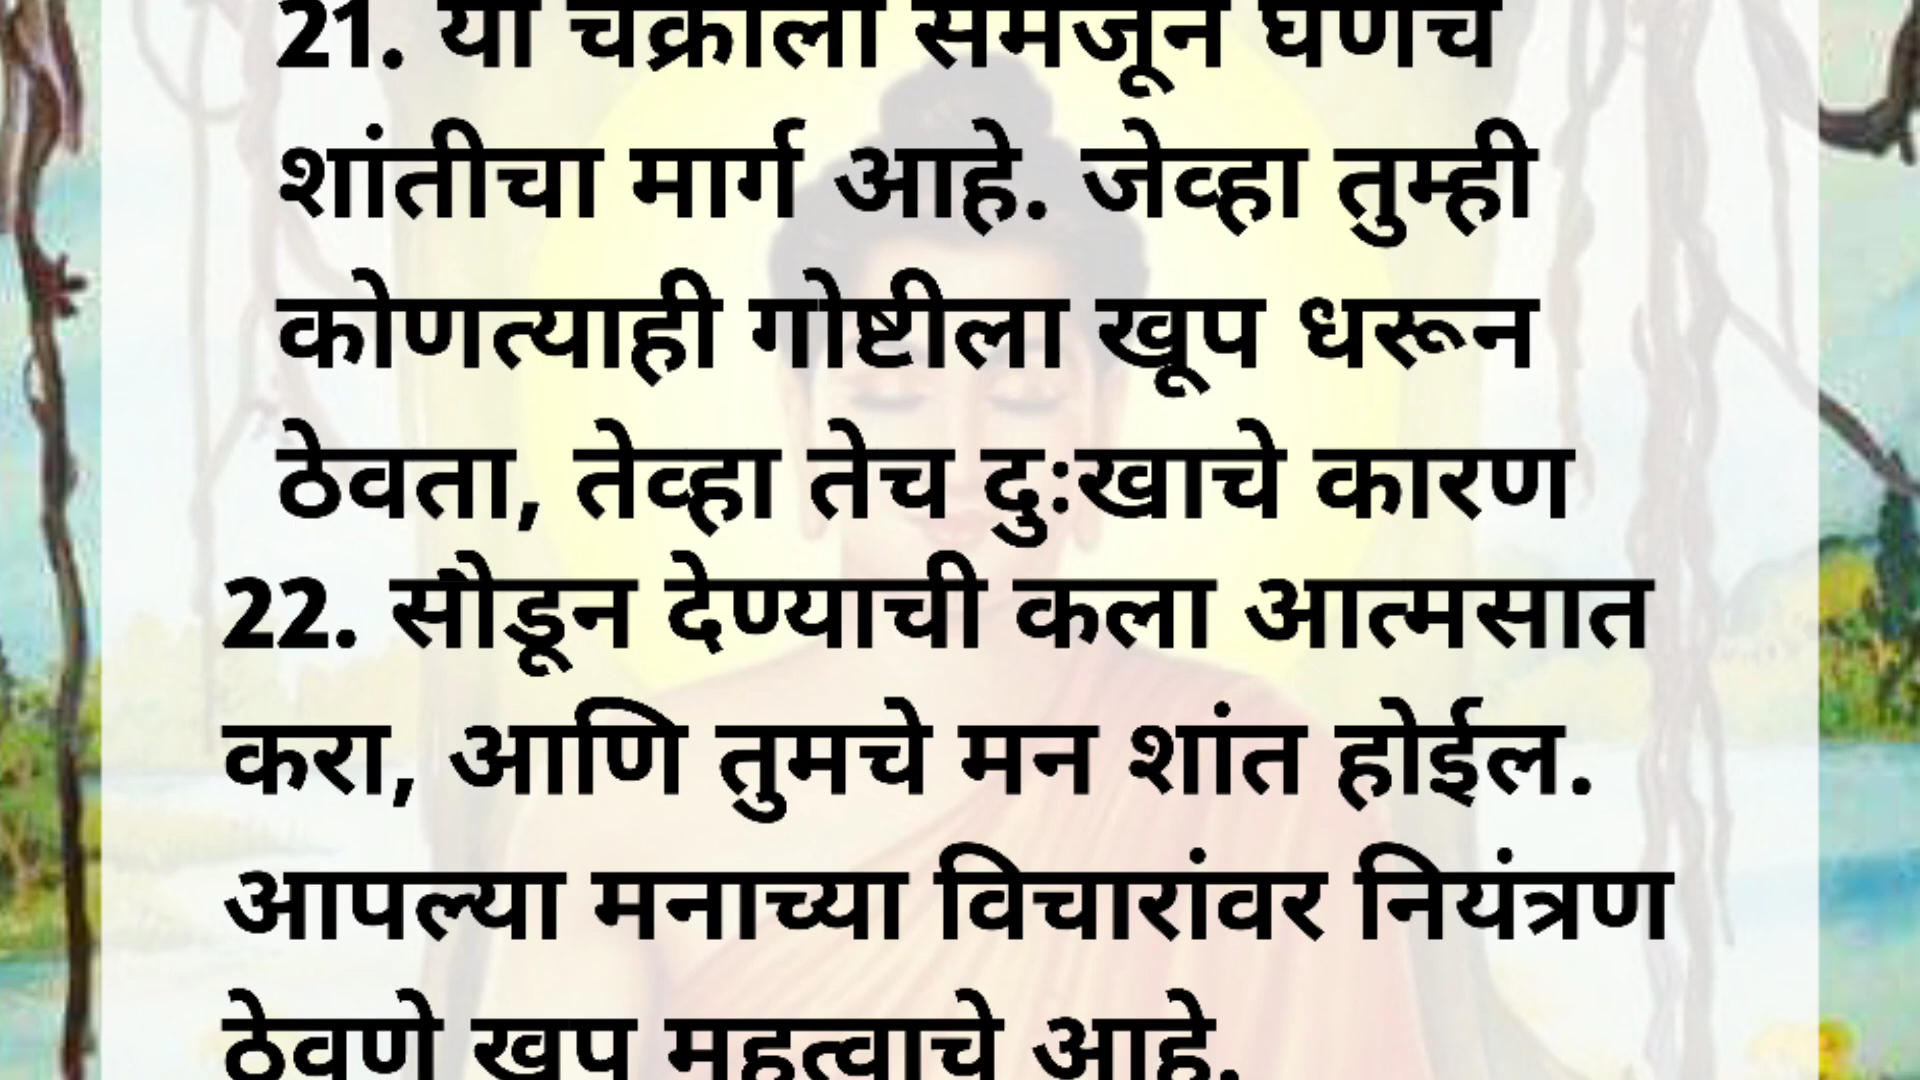 21. या चक्राला समजून घेणेच
शांतीचा मार्ग आहे. जेव्हा तुम्ही
कोणत्याही गोष्टीला खूप धरून
ठेवता, तेव्हा तेच दुःखाचे कारण
22. सोडून देण्याची कला आत्मसात
करा, आणि तुमचे मन शांत होईल.
आपल्या मनाच्या विचारांवर नियंत्रण
ठेवणे खूप महत्वाचे आहे.